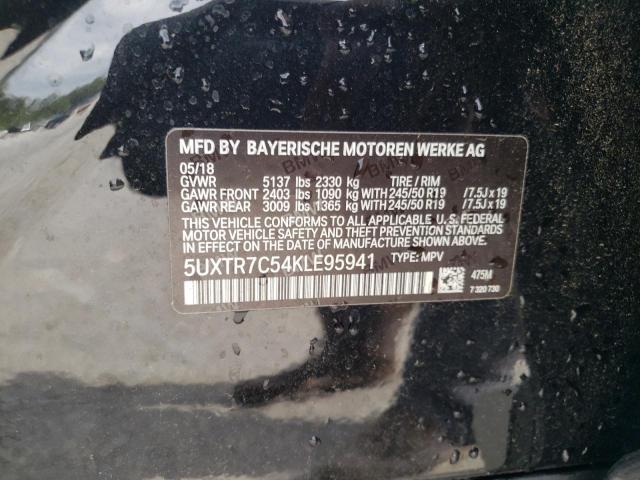 MFD BY BAYERISCHE MOTOREN WERKE AG
05/18
GVWR 5137 lbs 2330 kg TIRE / RIM
GAWR FRONT 2403 lbs 1090 kg WITH 245/50 R19 /7.5J x 19
GAWR REAR 3009 lbs 1365 kg WITH 245/50 R19 /7.5J x 19
THIS VEHICLE CONFORMS TO ALL APPLICABLE U. S. FEDERAL
MOTOR VEHICLE SAFETY AND THEFT PREVENTION STANDARDS
IN EFFECT ON THE DATE OF MANUFACTURE SHOWN ABOVE.
5UXTR7C54KLE95941 TYPE: MPV
475M
7 320 730